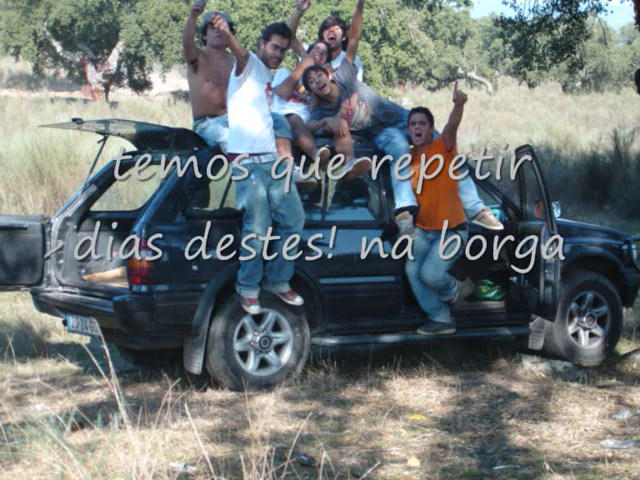 temos que repetir
>dias destes! na borga